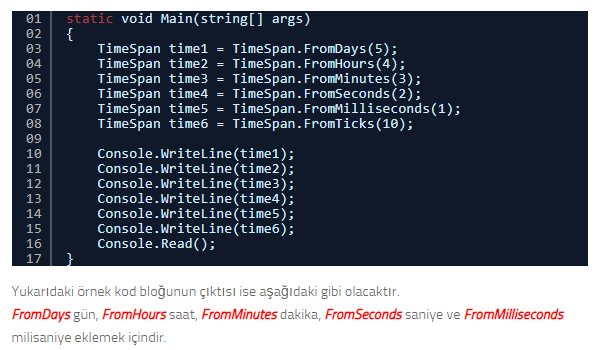 01 static void Main(string[] args)
02 {
03 TimeSpan time1 = TimeSpan.FromDays(5);
04 TimeSpan time2 = TimeSpan.FromHours(4);
05 TimeSpan time3 = TimeSpan.FromMinutes(3);
06 TimeSpan time4 = TimeSpan.FromSeconds(2);
07 TimeSpan time5 = TimeSpan.FromMilliseconds(1);
08 TimeSpan time6 = TimeSpan.FromTicks(10);
09
10 Console.WriteLine(time1);
11 Console.WriteLine(time2);
12 Console.WriteLine(time3);
13 Console.WriteLine(time4);
14 Console.WriteLine(time5);
15 Console.WriteLine(time6);
16 Console.Read();
17 }
Yukarıdaki örnek kod bloğunun çıktısı ise aşağıdaki gibi olacaktır.
FromDays gün, FromHours saat, FromMinutes dakika, FromSeconds saniye ve FromMilliseconds
milisaniye eklemek içindir.